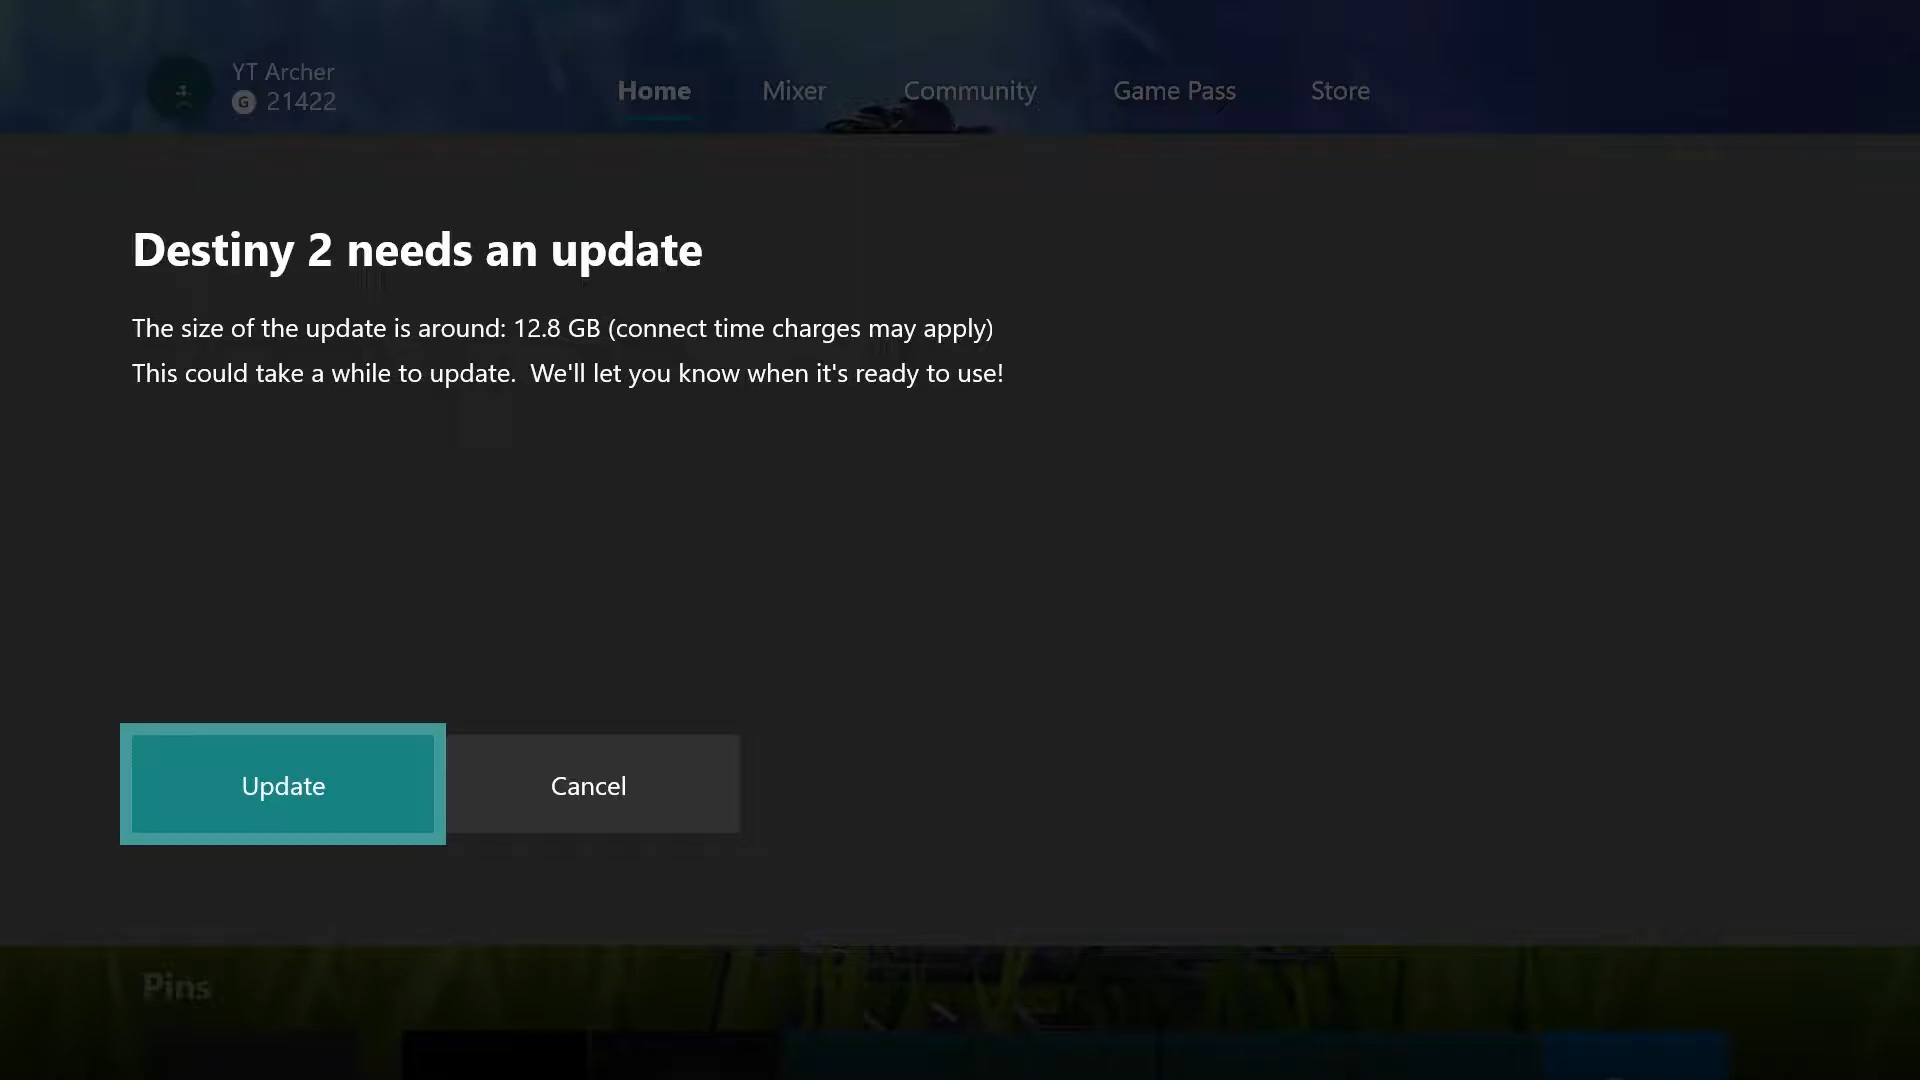 YT Archer
G 21422
Home Mixer Community Game Pass Store
Destiny 2 needs an update
The size of the update is around: 12.8 GB (connect time charges may apply)
This could take a while to update.  We'll let you know when it's ready to use!
Update Cancel
Pins